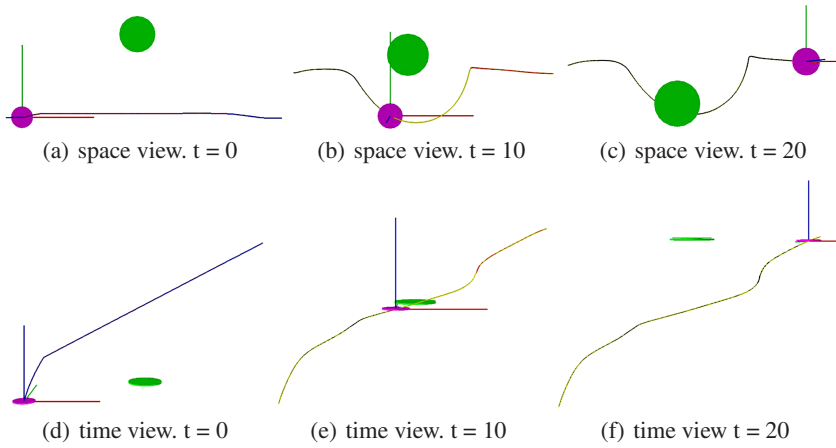 (a) space view. t = 0
(b) space view. t = 10
(c) space view. t = 20
(d) time view. t = 0
(e) time view. t = 10
(f) time view t = 20